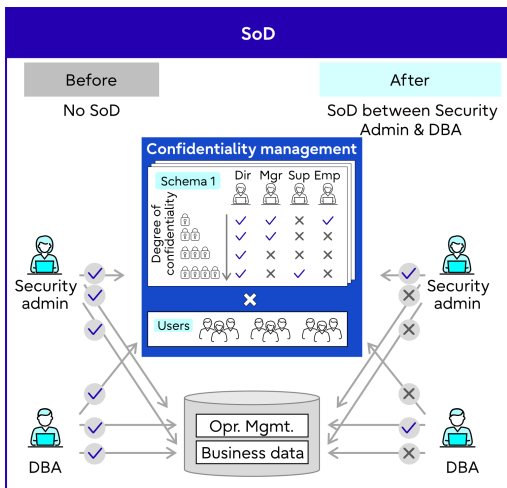 SoD
Before
After
No SoD
SoD between Security
Admin & DBA
Confidentiality management
Schema 1
Dir Mgr Sup Emp
Degree of
confidentiality
Users
Security
admin
Security
admin
Opr. Mgmt.
Business data
DBA
DBA